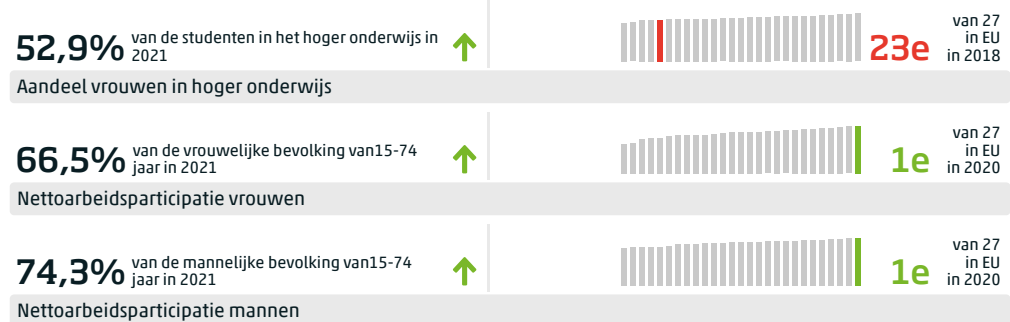 52,9% van de studenten in het hoger onderwijs in
2021
23e
van 27
in EU
in 2018
Aandeel vrouwen in hoger onderwijs
66,5% van de vrouwelijke bevolking van15-74
jaar in 2021
1e
van 27
in EU
in 2020
Nettoarbeidsparticipatie vrouwen
74,3% van de mannelijke bevolking van15-74
jaar in 2021
1e
van 27
in EU
in 2020
Nettoarbeidsparticipatie mannen